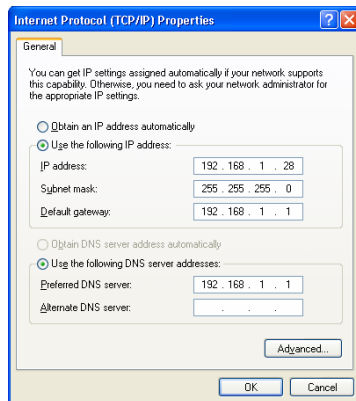 Internet Protocol (TCP/IP) Properties
General
You can get IP settings assigned automatically if your network supports
this capability. Otherwise, you need to ask your network administrator for
the appropriate IP settings.
Obtain an IP address automatically
Use the following IP address:
IP address: 192 . 168 . 1 . 28
Subnet mask: 255 . 255 . 255 . 0
Default gateway: 192 . 168 . 1 . 1
Obtain DNS server address automatically
Use the following DNS server addresses:
Preferred DNS server: 192 . 168 . 1 . 1
Alternate DNS server: . . .
Advanced...
OK Cancel